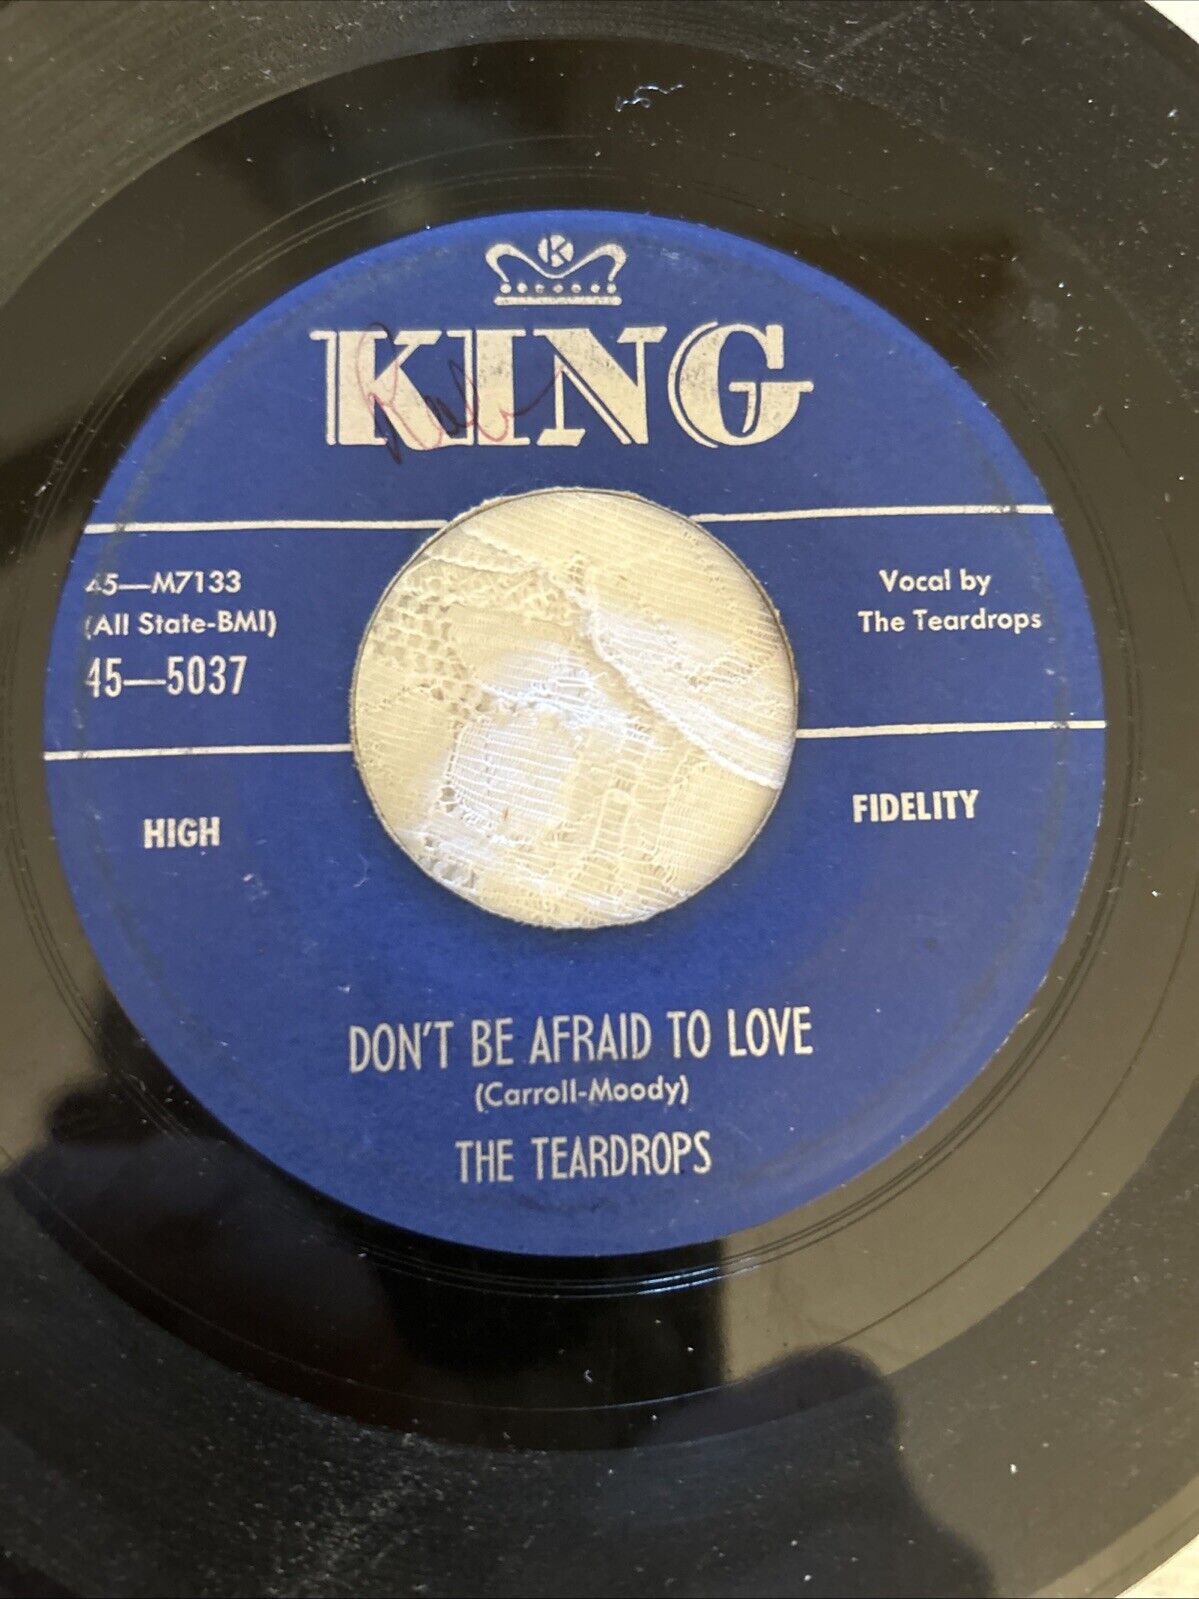 K
KING
45—M7133
(All State-BMI)
45—5037
Vocal by
The Teardrops
HIGH
FIDELITY
DON'T BE AFRAID TO LOVE
(Carroll-Moody)
THE TEARDROPS